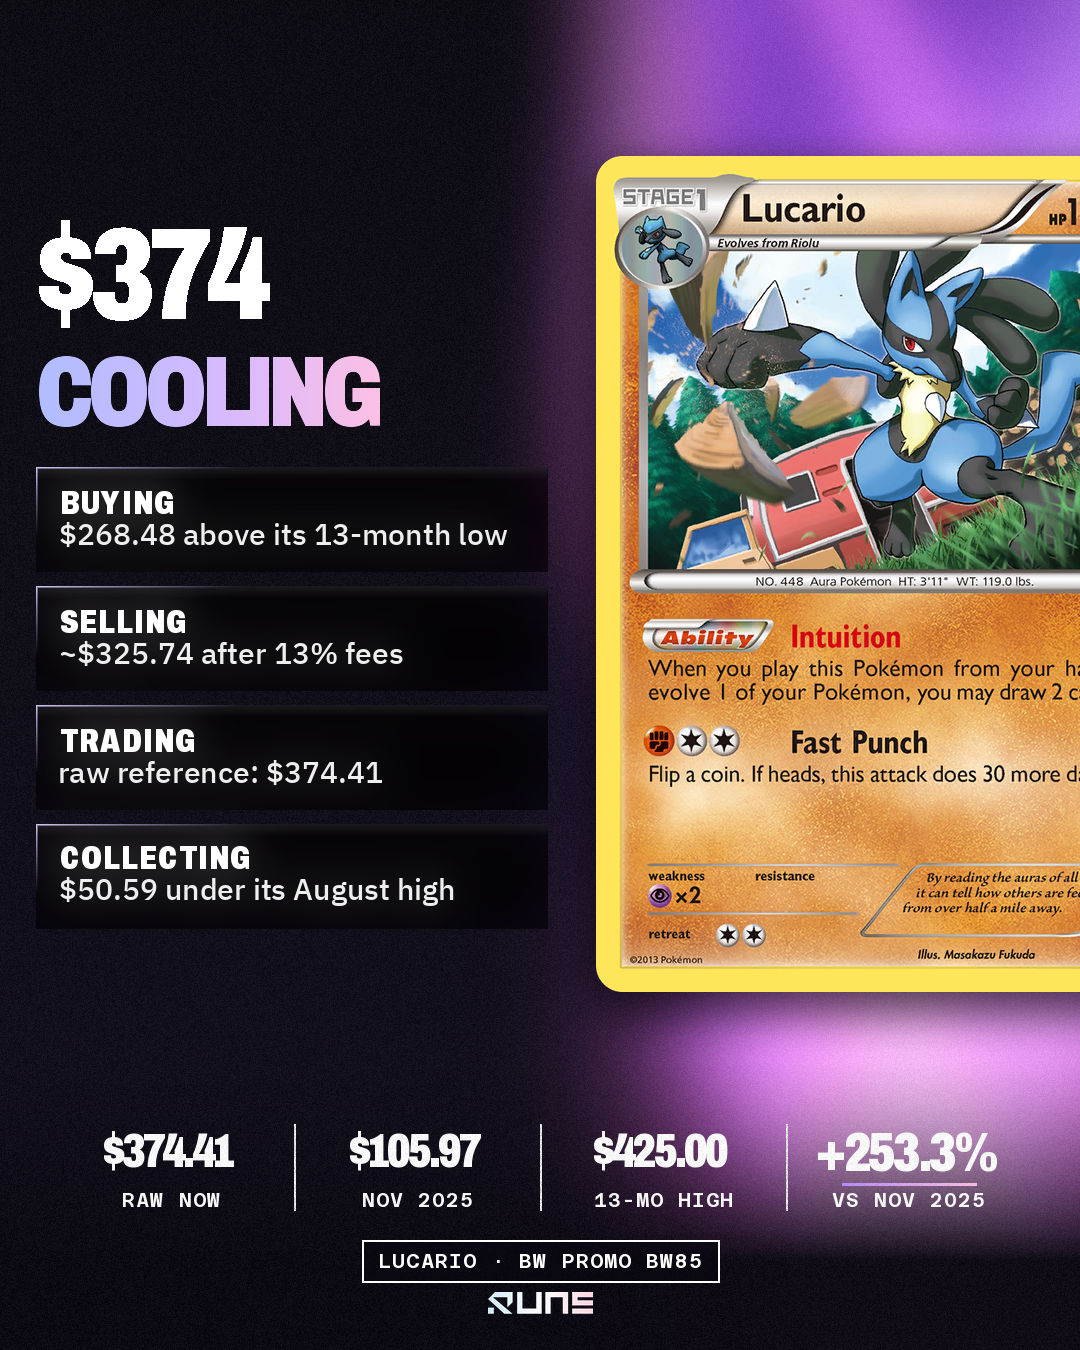 $374
COOLING
BUYING
$268.48 above its 13-month low
SELLING
~$325.74 after 13% fees
TRADING
raw reference: $374.41
COLLECTING
$50.59 under its August high
STAGE1
Lucario
HP1
Evolves from Riolu
NO. 448 Aura Pokémon HT: 3'11" WT: 119.0 lbs.
Ability Intuition
When you play this Pokémon from your
evolve 1 of your Pokémon, you may draw 2
Fast Punch
Flip a coin. If heads, this attack does 30 more
weakness
resistance
×2
retreat
By reading the auras of all
it can tell how others are
from over half a mile away.
Illus. Masakazu Fukuda
©2013 Pokémon
$374.41
RAW NOW
$105.97
NOV 2025
$425.00
13-MO HIGH
+253.3%
VS NOV 2025
LUCARIO · BW PROMO BW85
RUNE